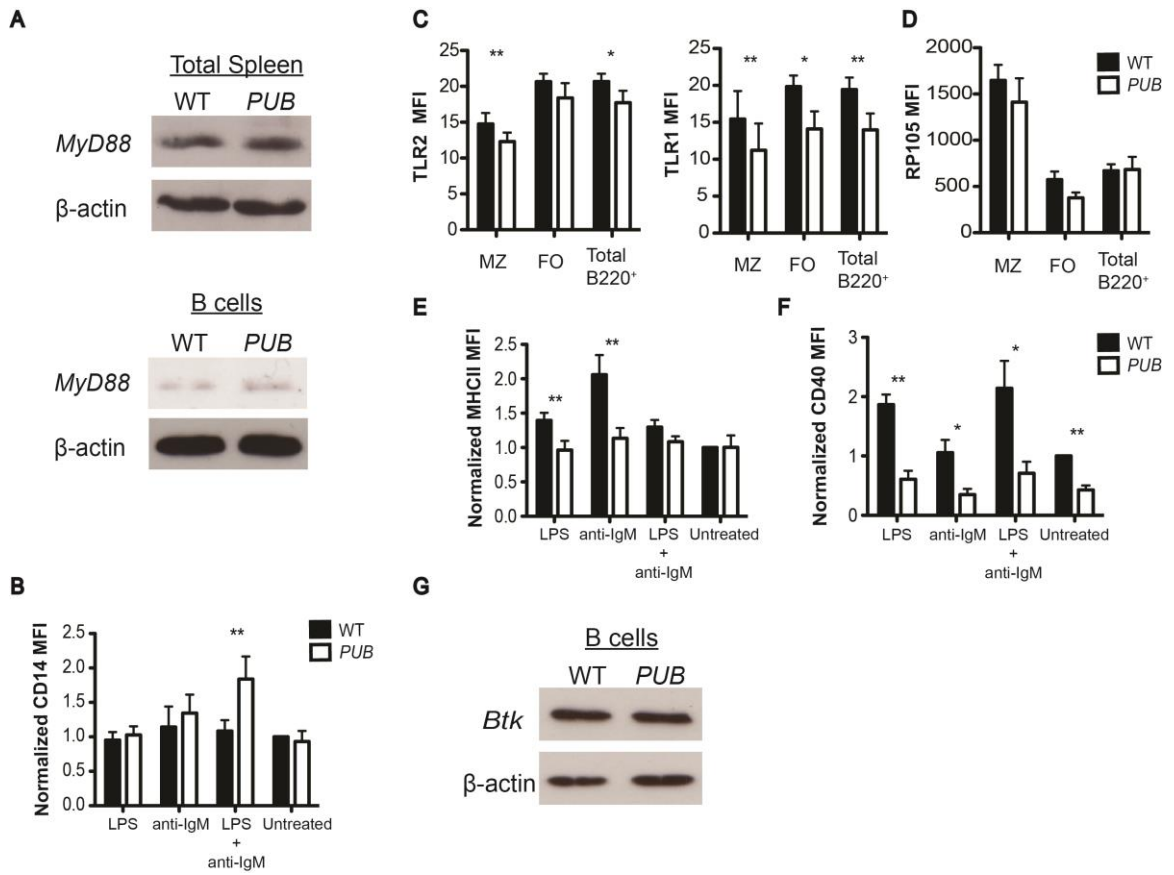 A
Total Spleen
WT PUB
MyD88
β-actin
B cells
WT PUB
MyD88
β-actin
C
**
*
25
20
15
10
5
0
TLR2 MFI
MZ FO Total
B220+
**
*
**
25
20
15
10
5
0
TLR1 MFI
MZ FO Total
B220+
D
2000
1500
1000
500
0
RP105 MFI
MZ FO Total
B220+
WT
PUB
E
2.5
2.0
1.5
1.0
0.5
0.0
Normalized MHCII MFI
**
**
LPS anti-IgM LPS Untreated
+
anti-IgM
F
3
2
1
0
Normalized CD40 MFI
**
*
*
**
LPS anti-IgM LPS Untreated
+
anti-IgM
WT
PUB
B
2.5
2.0
1.5
1.0
0.5
0.0
Normalized CD14 MFI
**
LPS anti-IgM LPS Untreated
+
anti-IgM
WT
PUB
G
B cells
WT PUB
Btk
β-actin